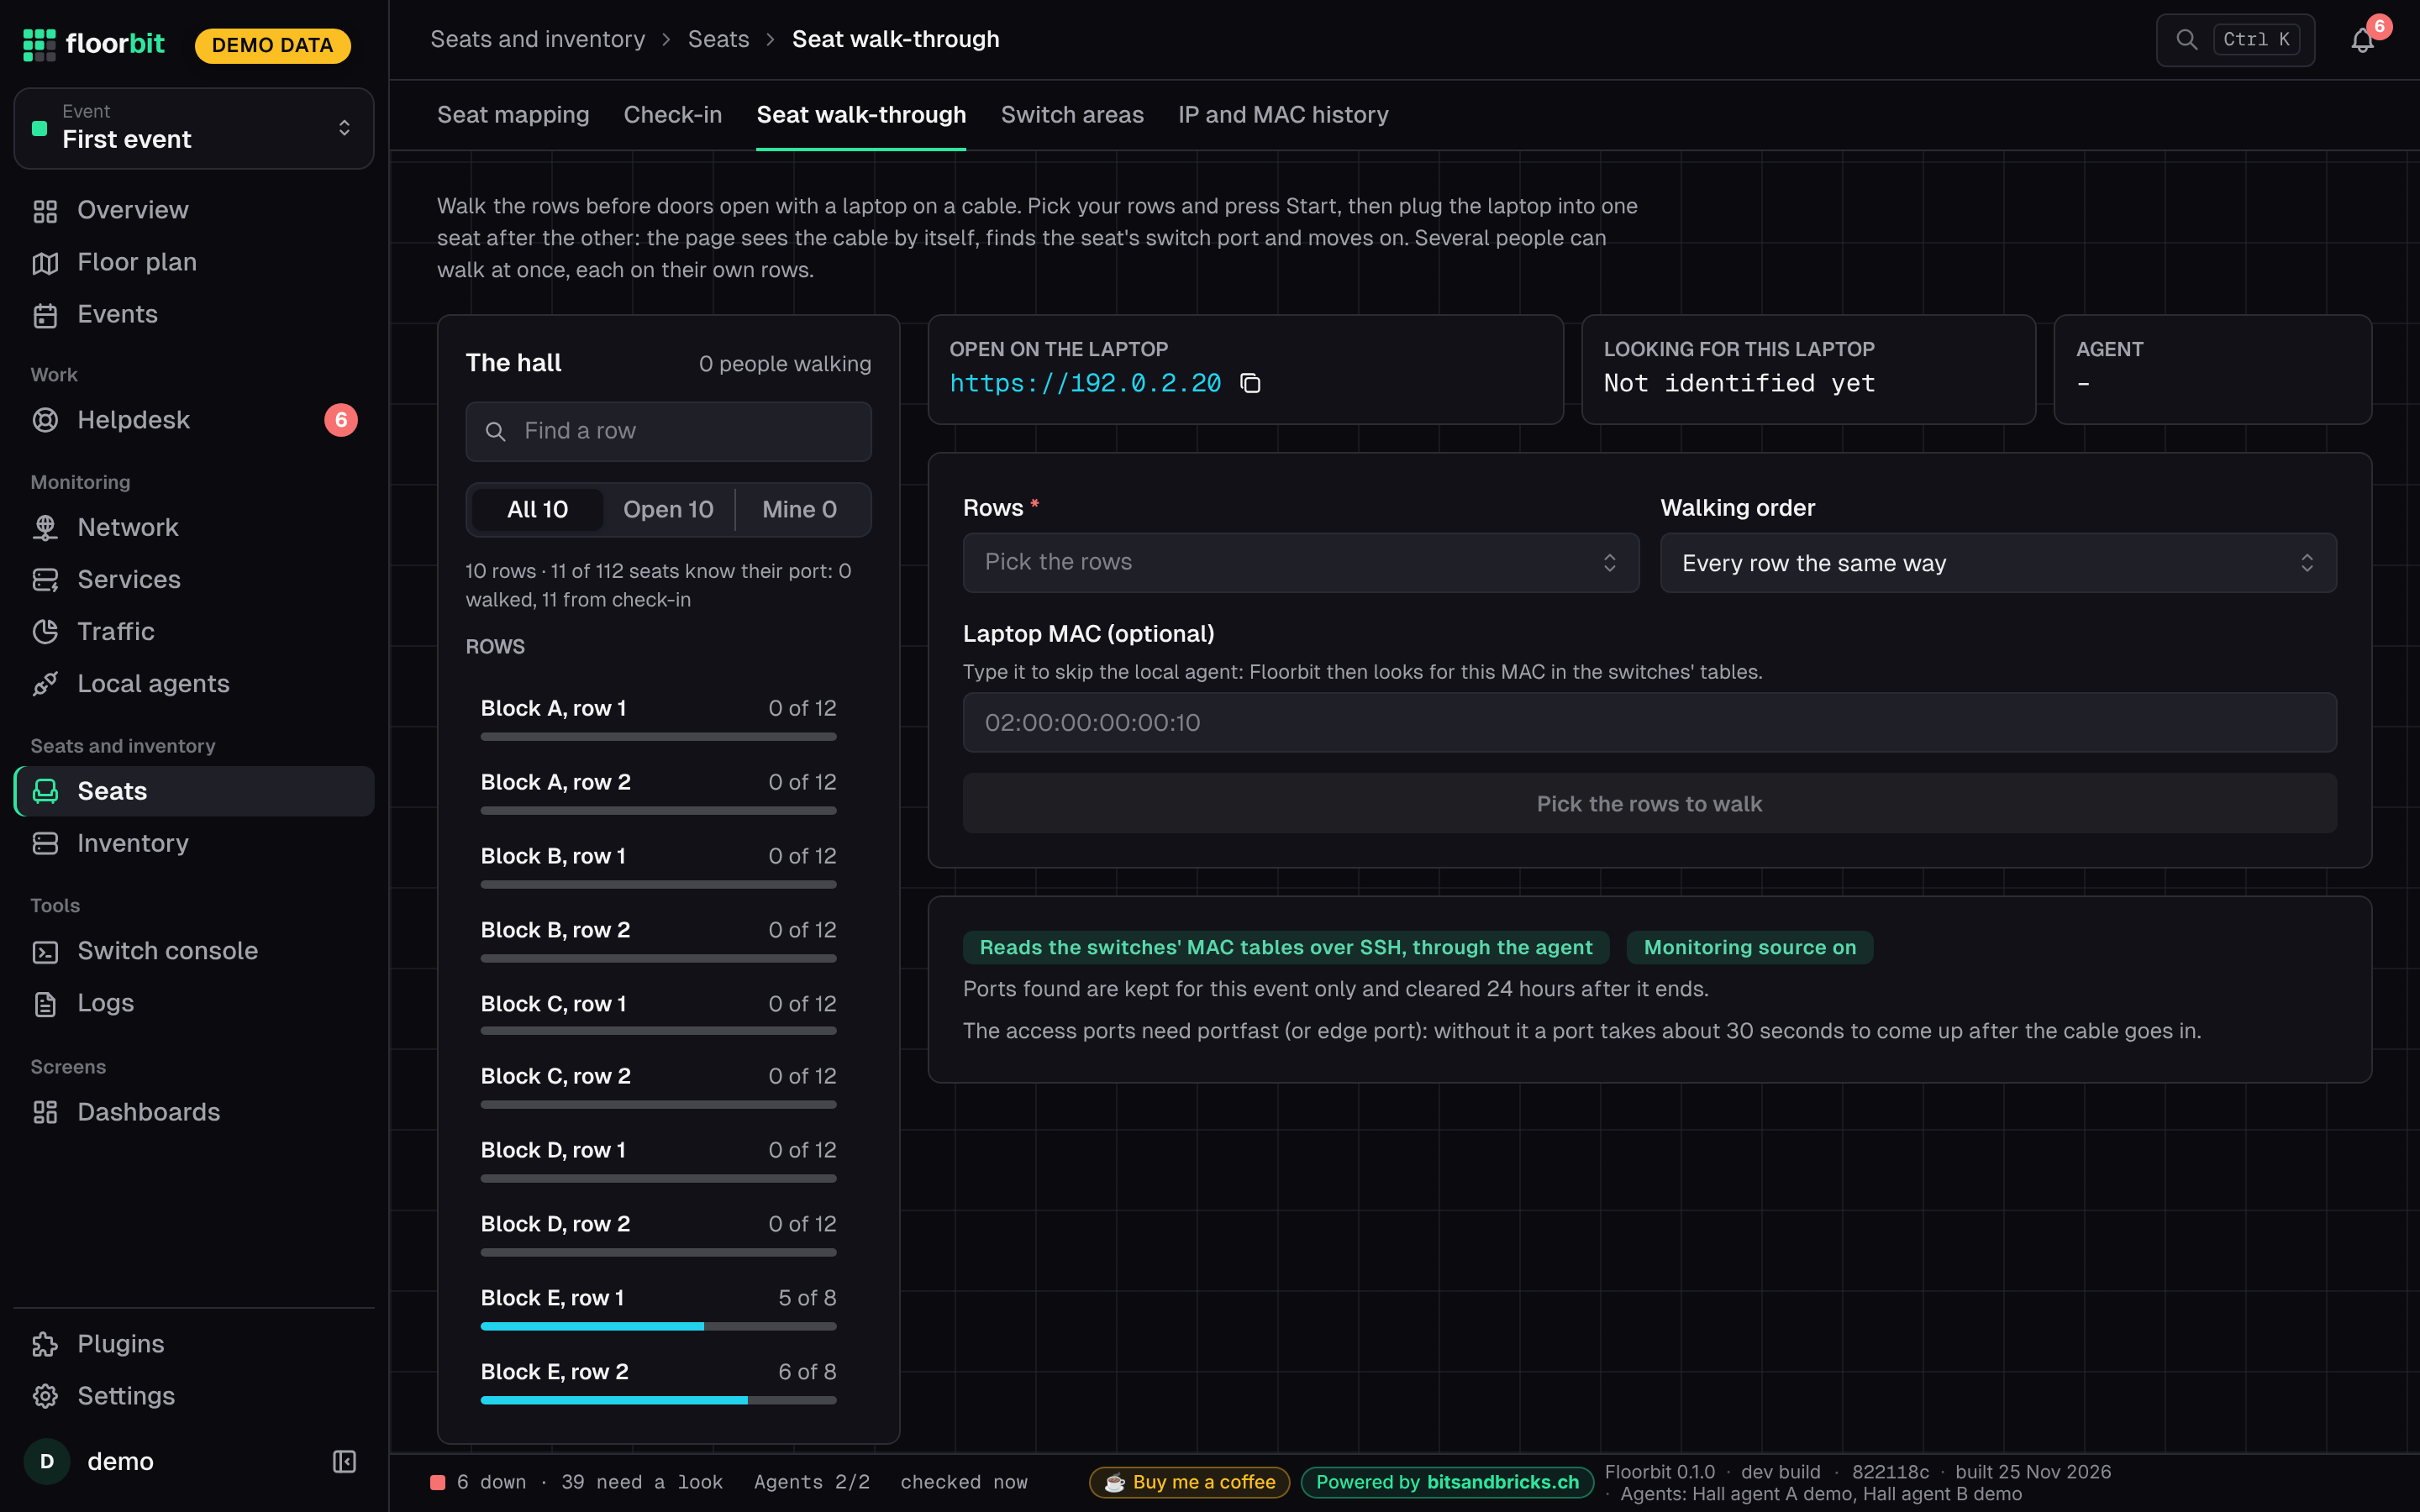 floorbit
DEMO DATA
Event
First event
Overview
Floor plan
Events
Work
Helpdesk
6
Monitoring
Network
Services
Traffic
Local agents
Seats and inventory
Seats
Inventory
Tools
Switch console
Logs
Screens
Dashboards
Plugins
Settings
D
demo
Seats and inventory > Seats > Seat walk-through
Ctrl K
6
Seat mapping
Check-in
Seat walk-through
Switch areas
IP and MAC history
Walk the rows before doors open with a laptop on a cable. Pick your rows and press Start, then plug the laptop into one
seat after the other: the page sees the cable by itself, finds the seat's switch port and moves on. Several people can
walk at once, each on their own rows.
The hall
0 people walking
Find a row
All 10
Open 10
Mine 0
10 rows · 11 of 112 seats know their port: 0
walked, 11 from check-in
ROWS
Block A, row 1
0 of 12
Block A, row 2
0 of 12
Block B, row 1
0 of 12
Block B, row 2
0 of 12
Block C, row 1
0 of 12
Block C, row 2
0 of 12
Block D, row 1
0 of 12
Block D, row 2
0 of 12
Block E, row 1
5 of 8
Block E, row 2
6 of 8
OPEN ON THE LAPTOP
https://192.0.2.20
LOOKING FOR THIS LAPTOP
Not identified yet
AGENT
-
Rows *
Pick the rows
Walking order
Every row the same way
Laptop MAC (optional)
Type it to skip the local agent: Floorbit then looks for this MAC in the switches' tables.
02:00:00:00:00:10
Pick the rows to walk
Reads the switches' MAC tables over SSH, through the agent
Monitoring source on
Ports found are kept for this event only and cleared 24 hours after it ends.
The access ports need portfast (or edge port): without it a port takes about 30 seconds to come up after the cable goes in.
6 down · 39 need a look
Agents 2/2
checked now
☕ Buy me a coffee
Powered by bitsandbricks.ch
Floorbit 0.1.0 · dev build · 822118c · built 25 Nov 2026
· Agents: Hall agent A demo, Hall agent B demo